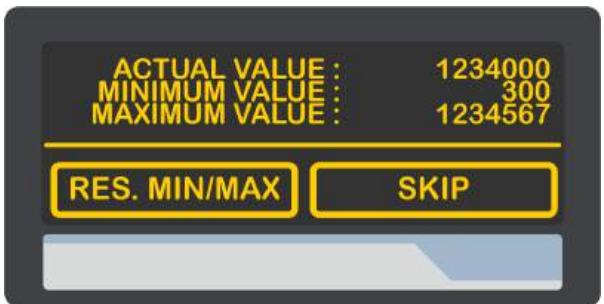 ACTUAL VALUE : 1234000
MINIMUM VALUE : 300
MAXIMUM VALUE : 1234567
RES. MIN/MAX SKIP